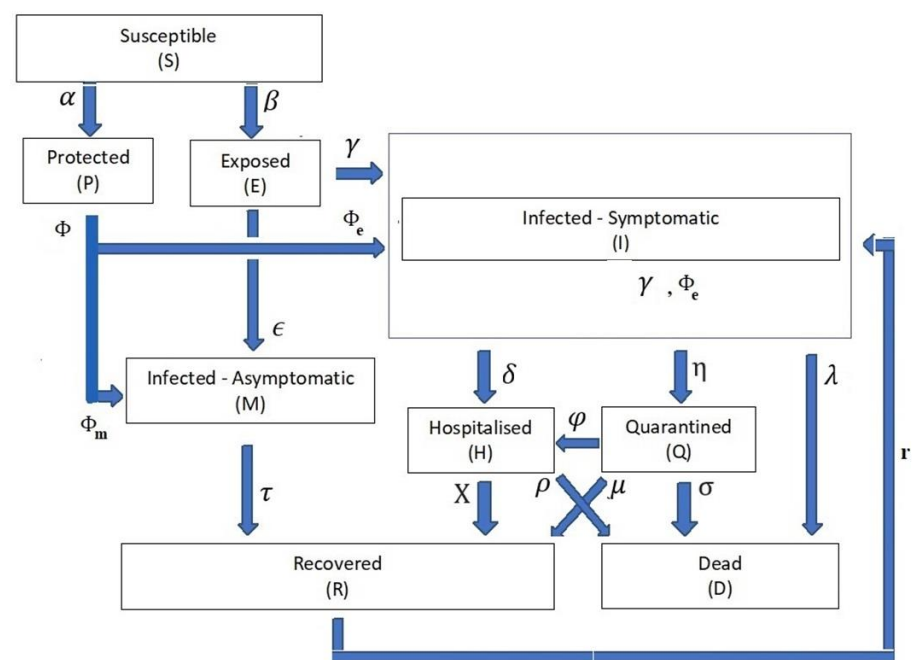 Susceptible
(S)
α
β
Protected
(P)
Exposed
(E)
γ
Φ
Φe
Infected - Symptomatic
(I)
γ , Φe
ϵ
Infected - Asymptomatic
(M)
Φm
δ
η
λ
Hospitalised
(H)
φ
Quarantined
(Q)
r
τ
X
ρ
μ
σ
Recovered
(R)
Dead
(D)